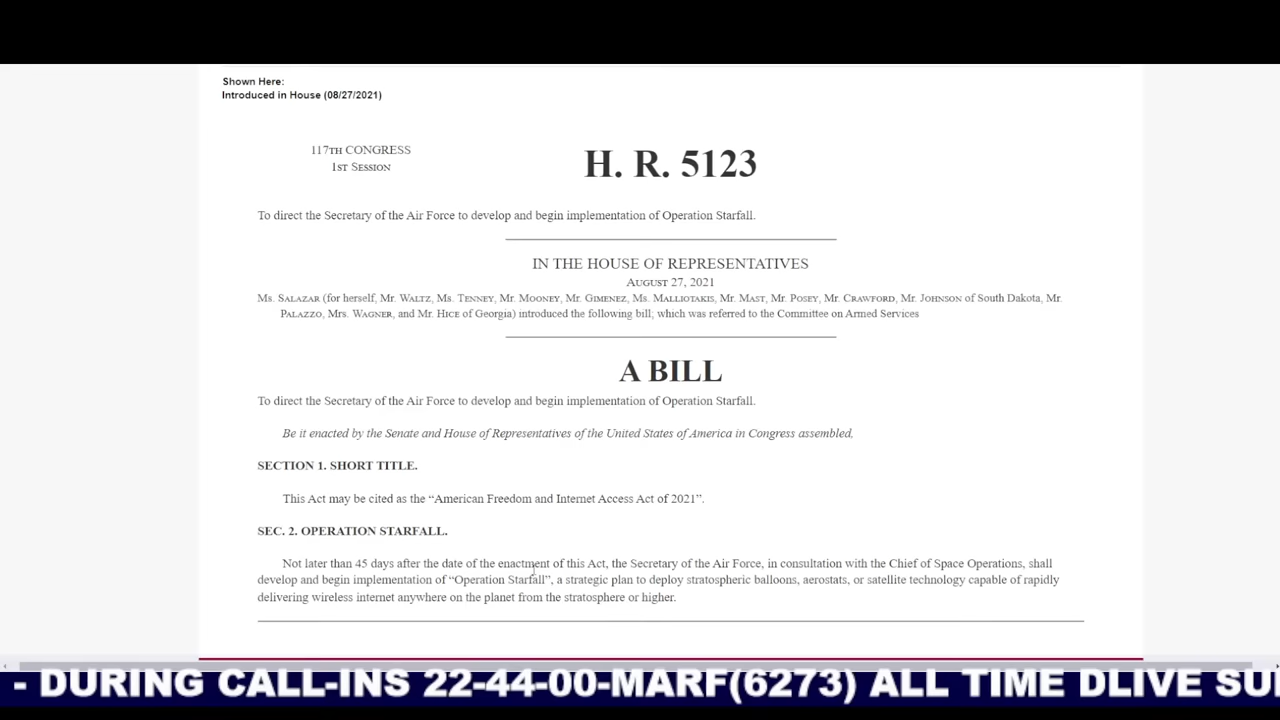 Shown Here:
Introduced in House (08/27/2021)
117TH CONGRESS
1ST SESSION
H. R. 5123
To direct the Secretary of the Air Force to develop and begin implementation of Operation Starfall.
IN THE HOUSE OF REPRESENTATIVES
AUGUST 27, 2021
Ms. SALAZAR (for herself, Mr. WALTZ, Ms. TENNEY, Mr. MOONEY, Mr. GIMENEZ, Ms. MALLIOTAKIS, Mr. MAST, Mr. POSEY, Mr. CRAWFORD, Mr. JOHNSON of South Dakota, Mr.
PALAZZO, Mrs. WAGNER, and Mr. HICE of Georgia) introduced the following bill; which was referred to the Committee on Armed Services
A BILL
To direct the Secretary of the Air Force to develop and begin implementation of Operation Starfall.
Be it enacted by the Senate and House of Representatives of the United States of America in Congress assembled,
SECTION 1. SHORT TITLE.
This Act may be cited as the “American Freedom and Internet Access Act of 2021”.
SEC. 2. OPERATION STARFALL.
Not later than 45 days after the date of the enactment of this Act, the Secretary of the Air Force, in consultation with the Chief of Space Operations, shall
develop and begin implementation of “Operation Starfall”, a strategic plan to deploy stratospheric balloons, aerostats, or satellite technology capable of rapidly
delivering wireless internet anywhere on the planet from the stratosphere or higher.
- DURING CALL-INS 22-44-00-MARF(6273) ALL TIME DLIVE